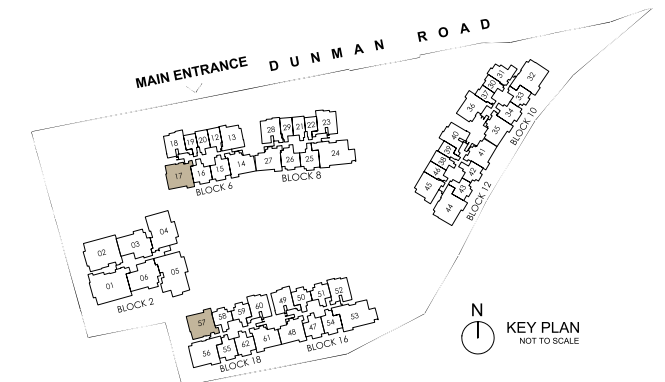 DUNMAN ROAD
MAIN ENTRANCE
18 19 20 12 13
17 16 15 14
BLOCK 6
28 29 21 22 23
27 26 25 24
BLOCK 8
31
30
32
37
33
36
34
35
BLOCK 10
40
39
38
41
46
42
45
43
44
BLOCK 12
04
02 03
01 06 05
BLOCK 2
57 58 59 60
56 55 62 61
BLOCK 18
49 50 51 52
48 47 54 53
BLOCK 16
N
KEY PLAN
NOT TO SCALE